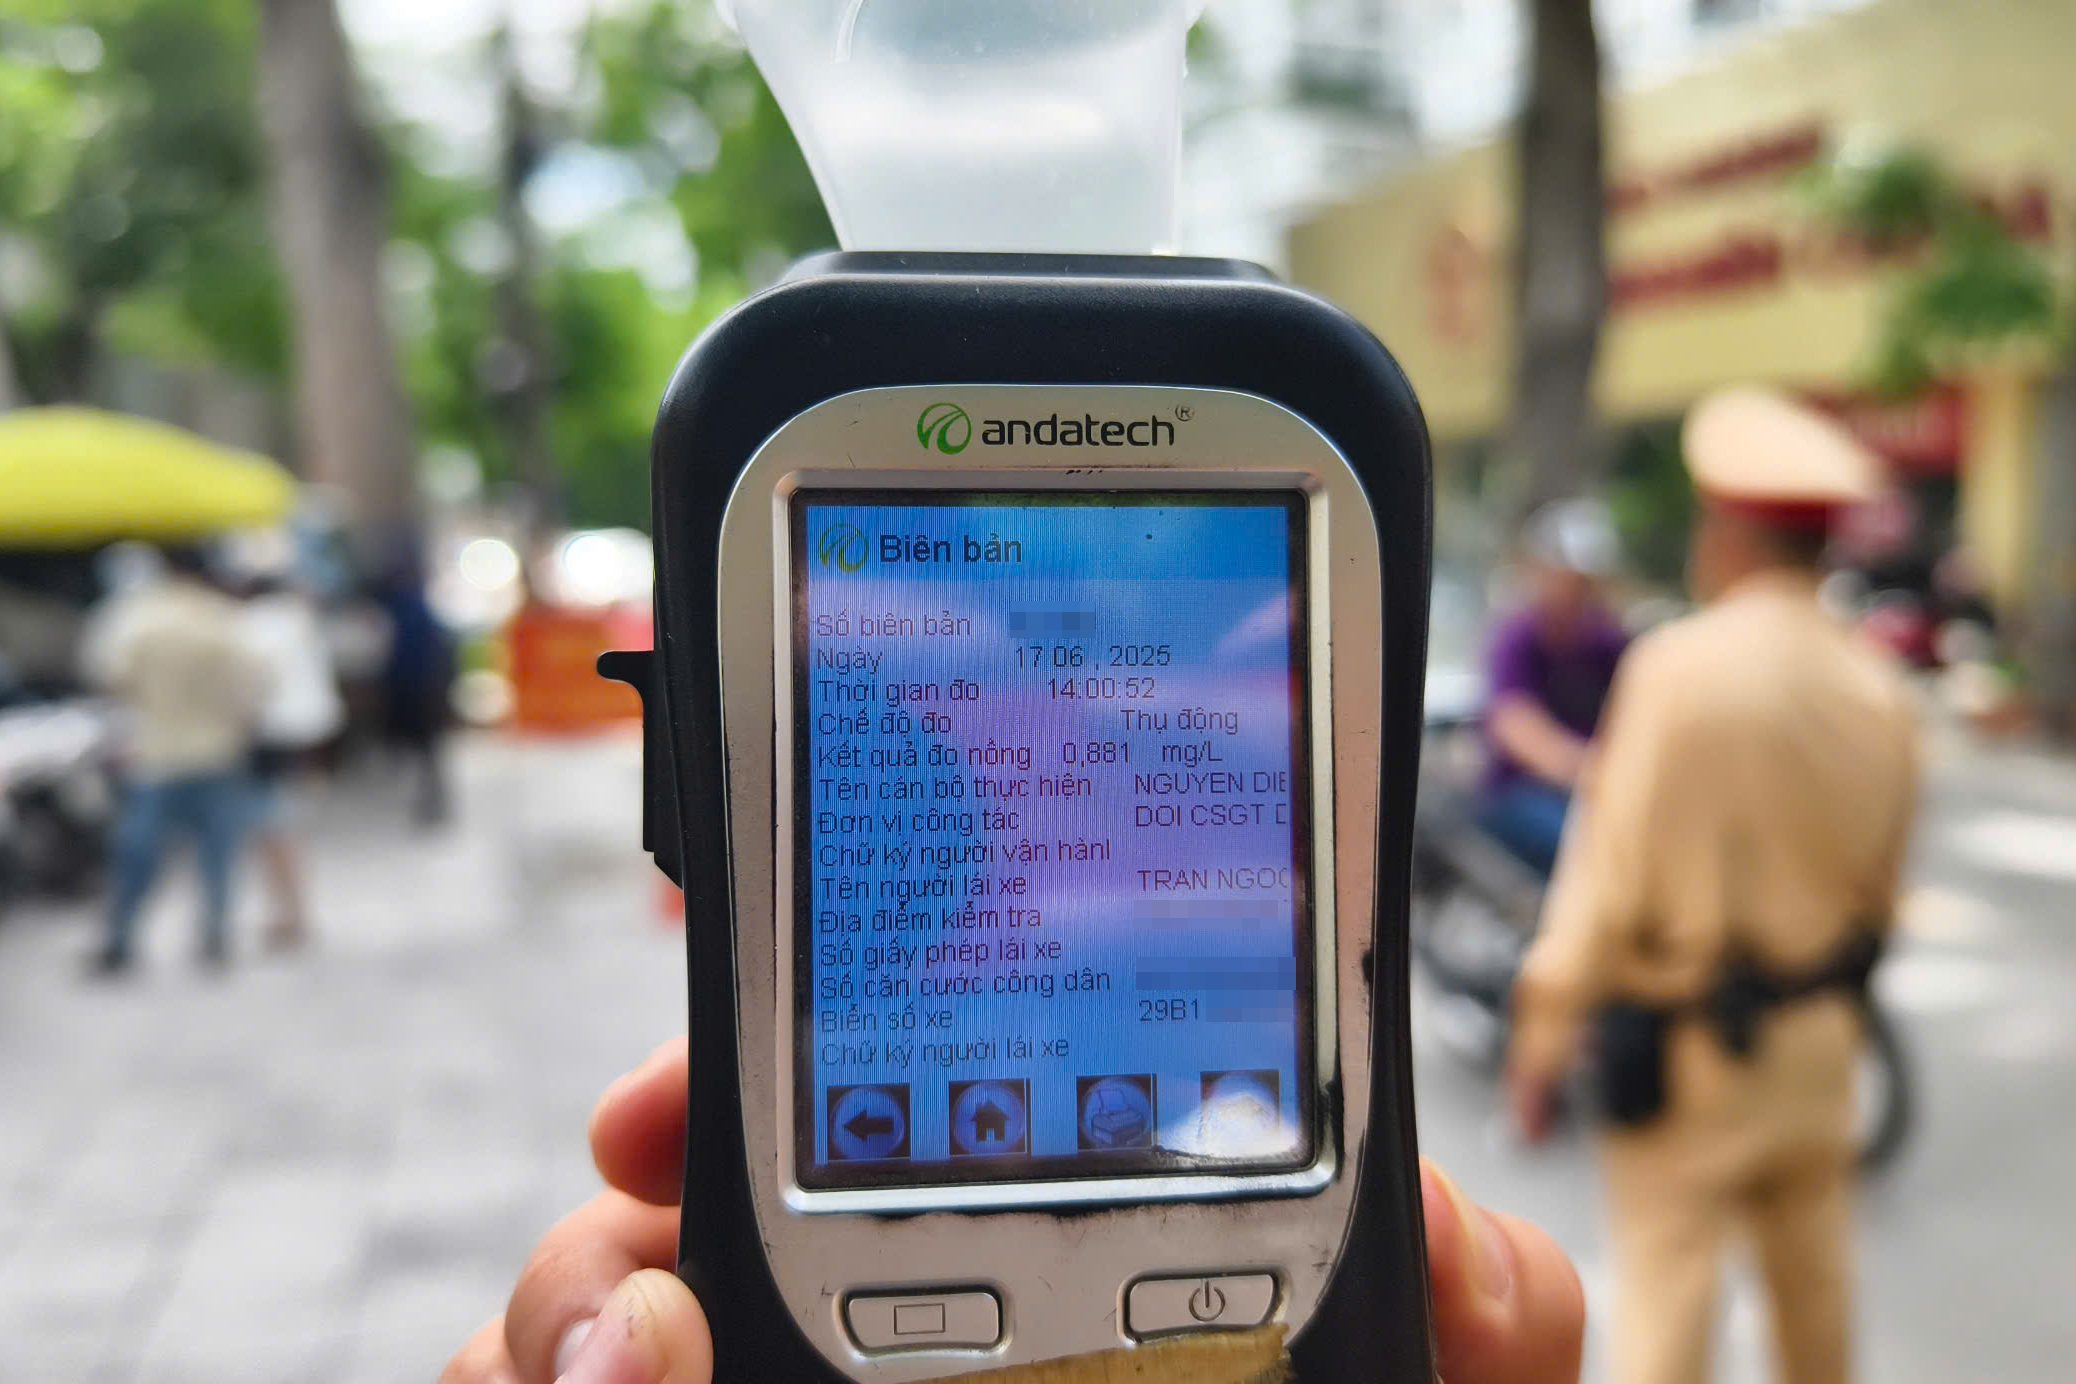 andatech®
Biên bản
Số biên bản
Ngày 17 06 , 2025
Thời gian đo 14:00:52
Chế độ đo Thụ động
Kết quả đo nồng 0,881 mg/L
Tên cán bộ thực hiện NGUYEN DIE
Đơn vị công tác DOI CSGT D
Chữ ký người vận hànl
Tên người lái xe TRAN NGOC
Địa điểm kiểm tra
Số giấy phép lái xe
Số căn cước công dân
Biển số xe 29B1
Chữ ký người lái xe